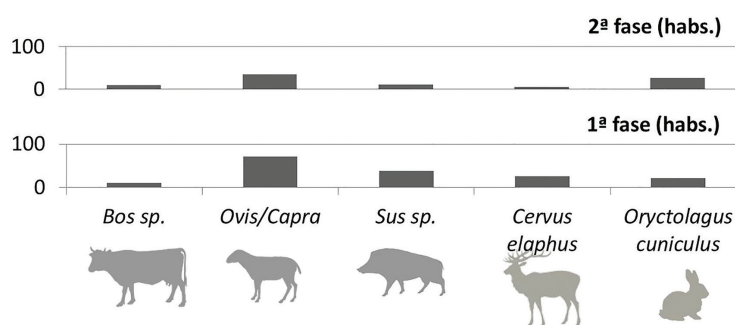 2ª fase (habs.)
100
0
1ª fase (habs.)
100
0
Bos sp.
Ovis/Capra
Sus sp.
Cervus
elaphus
Oryctolagus
cuniculus